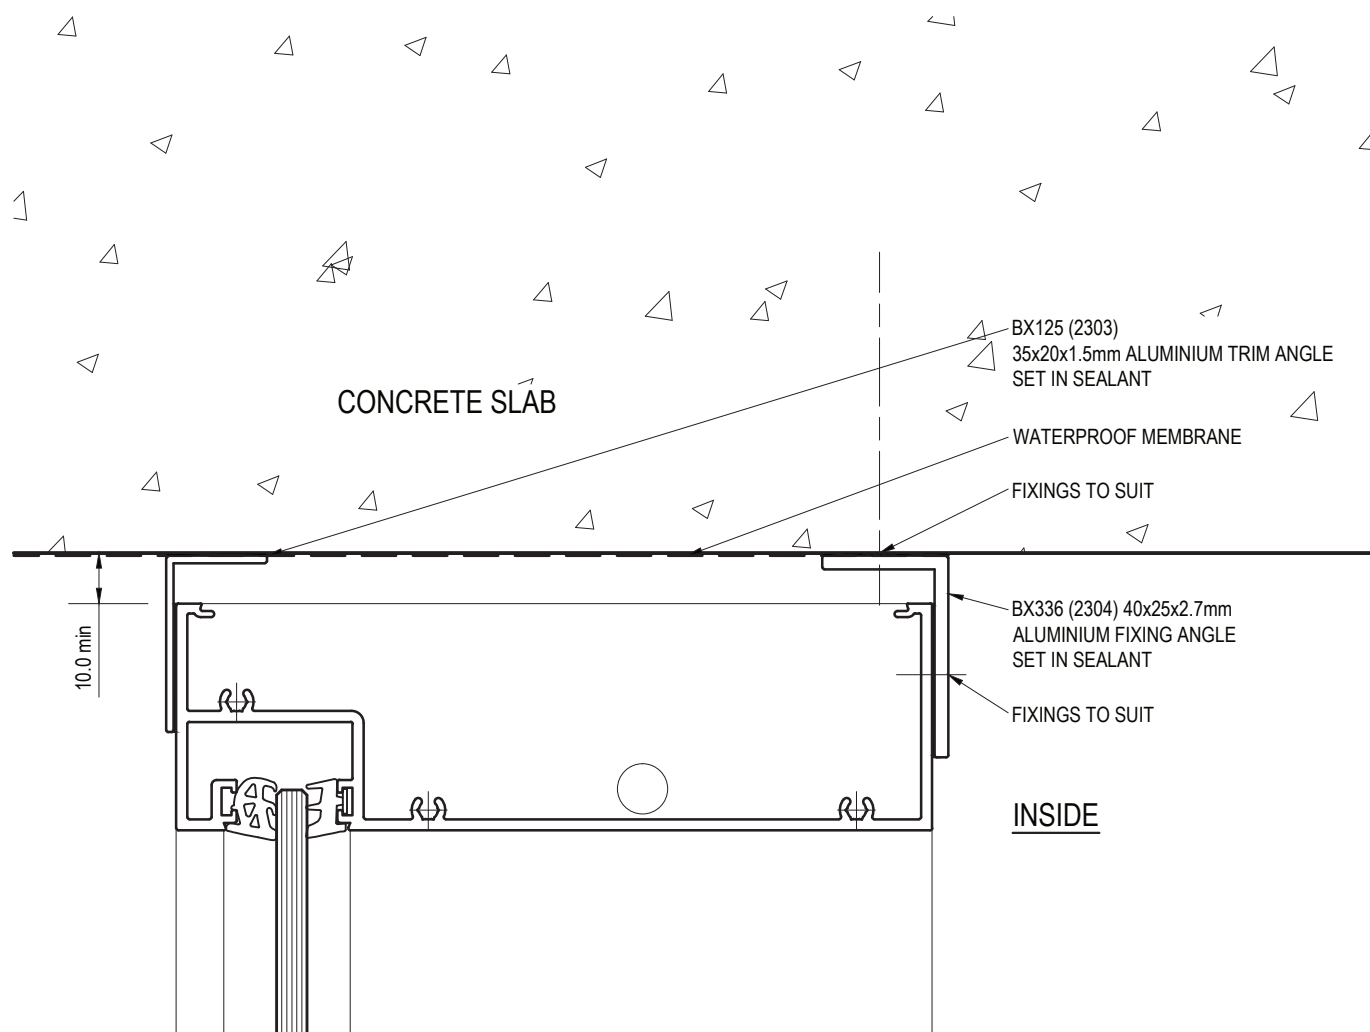 BX125 (2303)
35x20x1.5mm ALUMINIUM TRIM ANGLE
SET IN SEALANT
CONCRETE SLAB
WATERPROOF MEMBRANE
FIXINGS TO SUIT
BX336 (2304) 40x25x2.7mm
ALUMINIUM FIXING ANGLE
SET IN SEALANT
10.0 min
FIXINGS TO SUIT
INSIDE